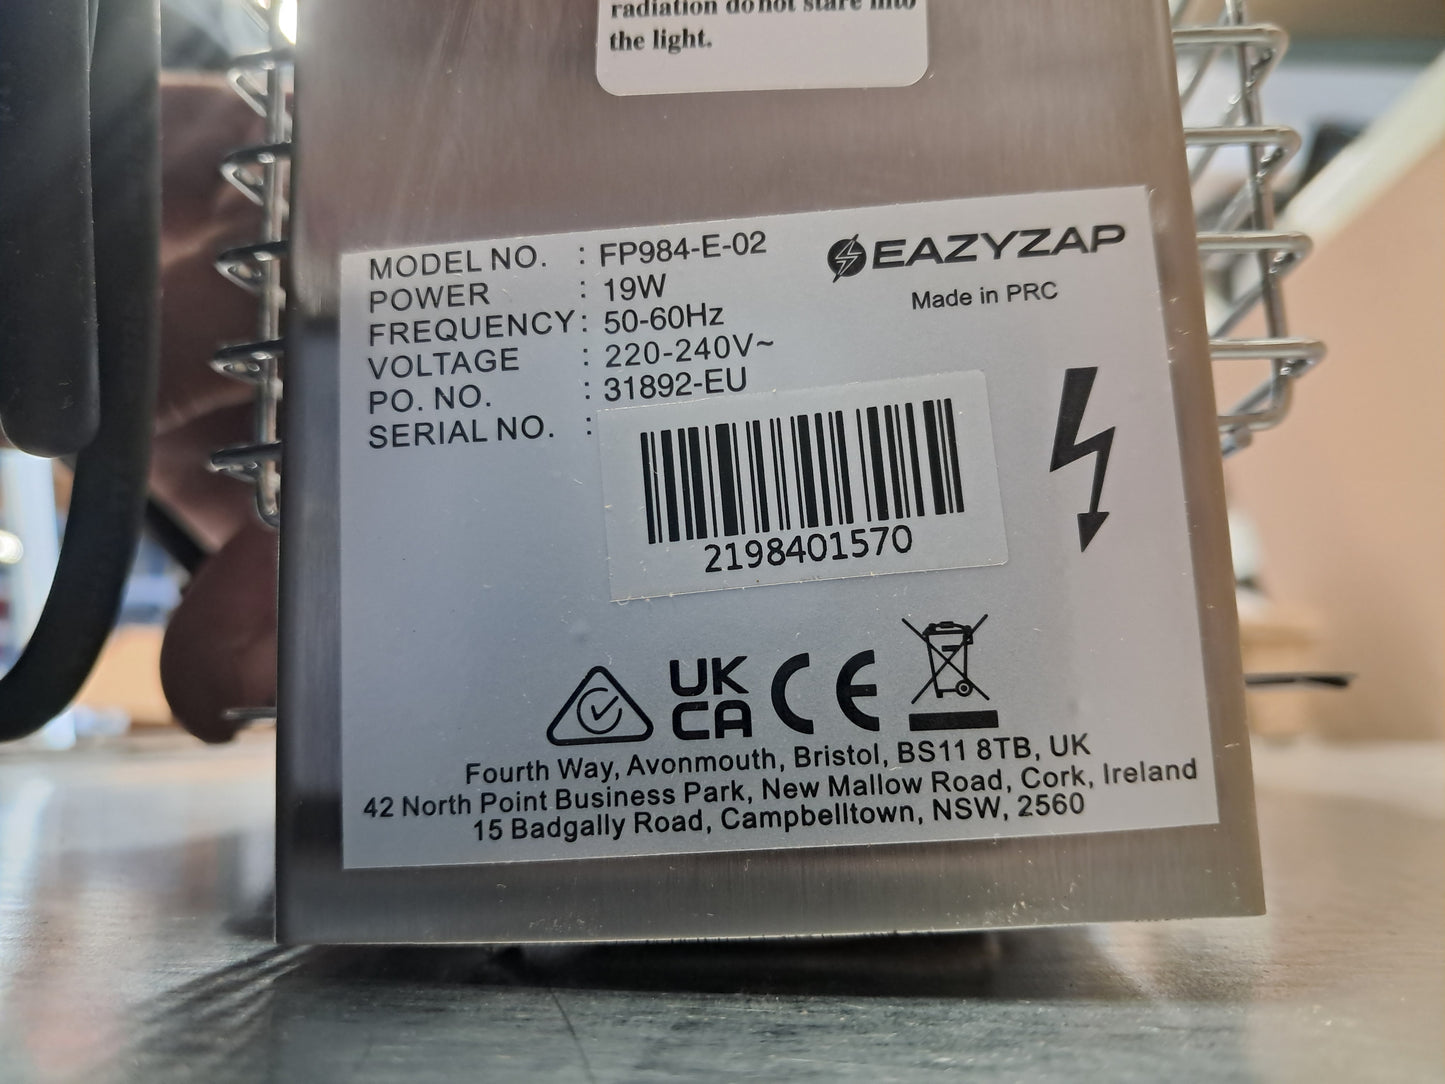 radiation do not stare into
the light.
MODEL NO. : FP984-E-02
POWER : 19W
FREQUENCY : 50-60Hz
VOLTAGE : 220-240V~
PO. NO. : 31892-EU
SERIAL NO. :
EAZYZAP
Made in PRC
2198401570
UK
CA
CE
Fourth Way, Avonmouth, Bristol, BS11 8TB, UK
42 North Point Business Park, New Mallow Road, Cork, Ireland
15 Badgally Road, Campbelltown, NSW, 2560